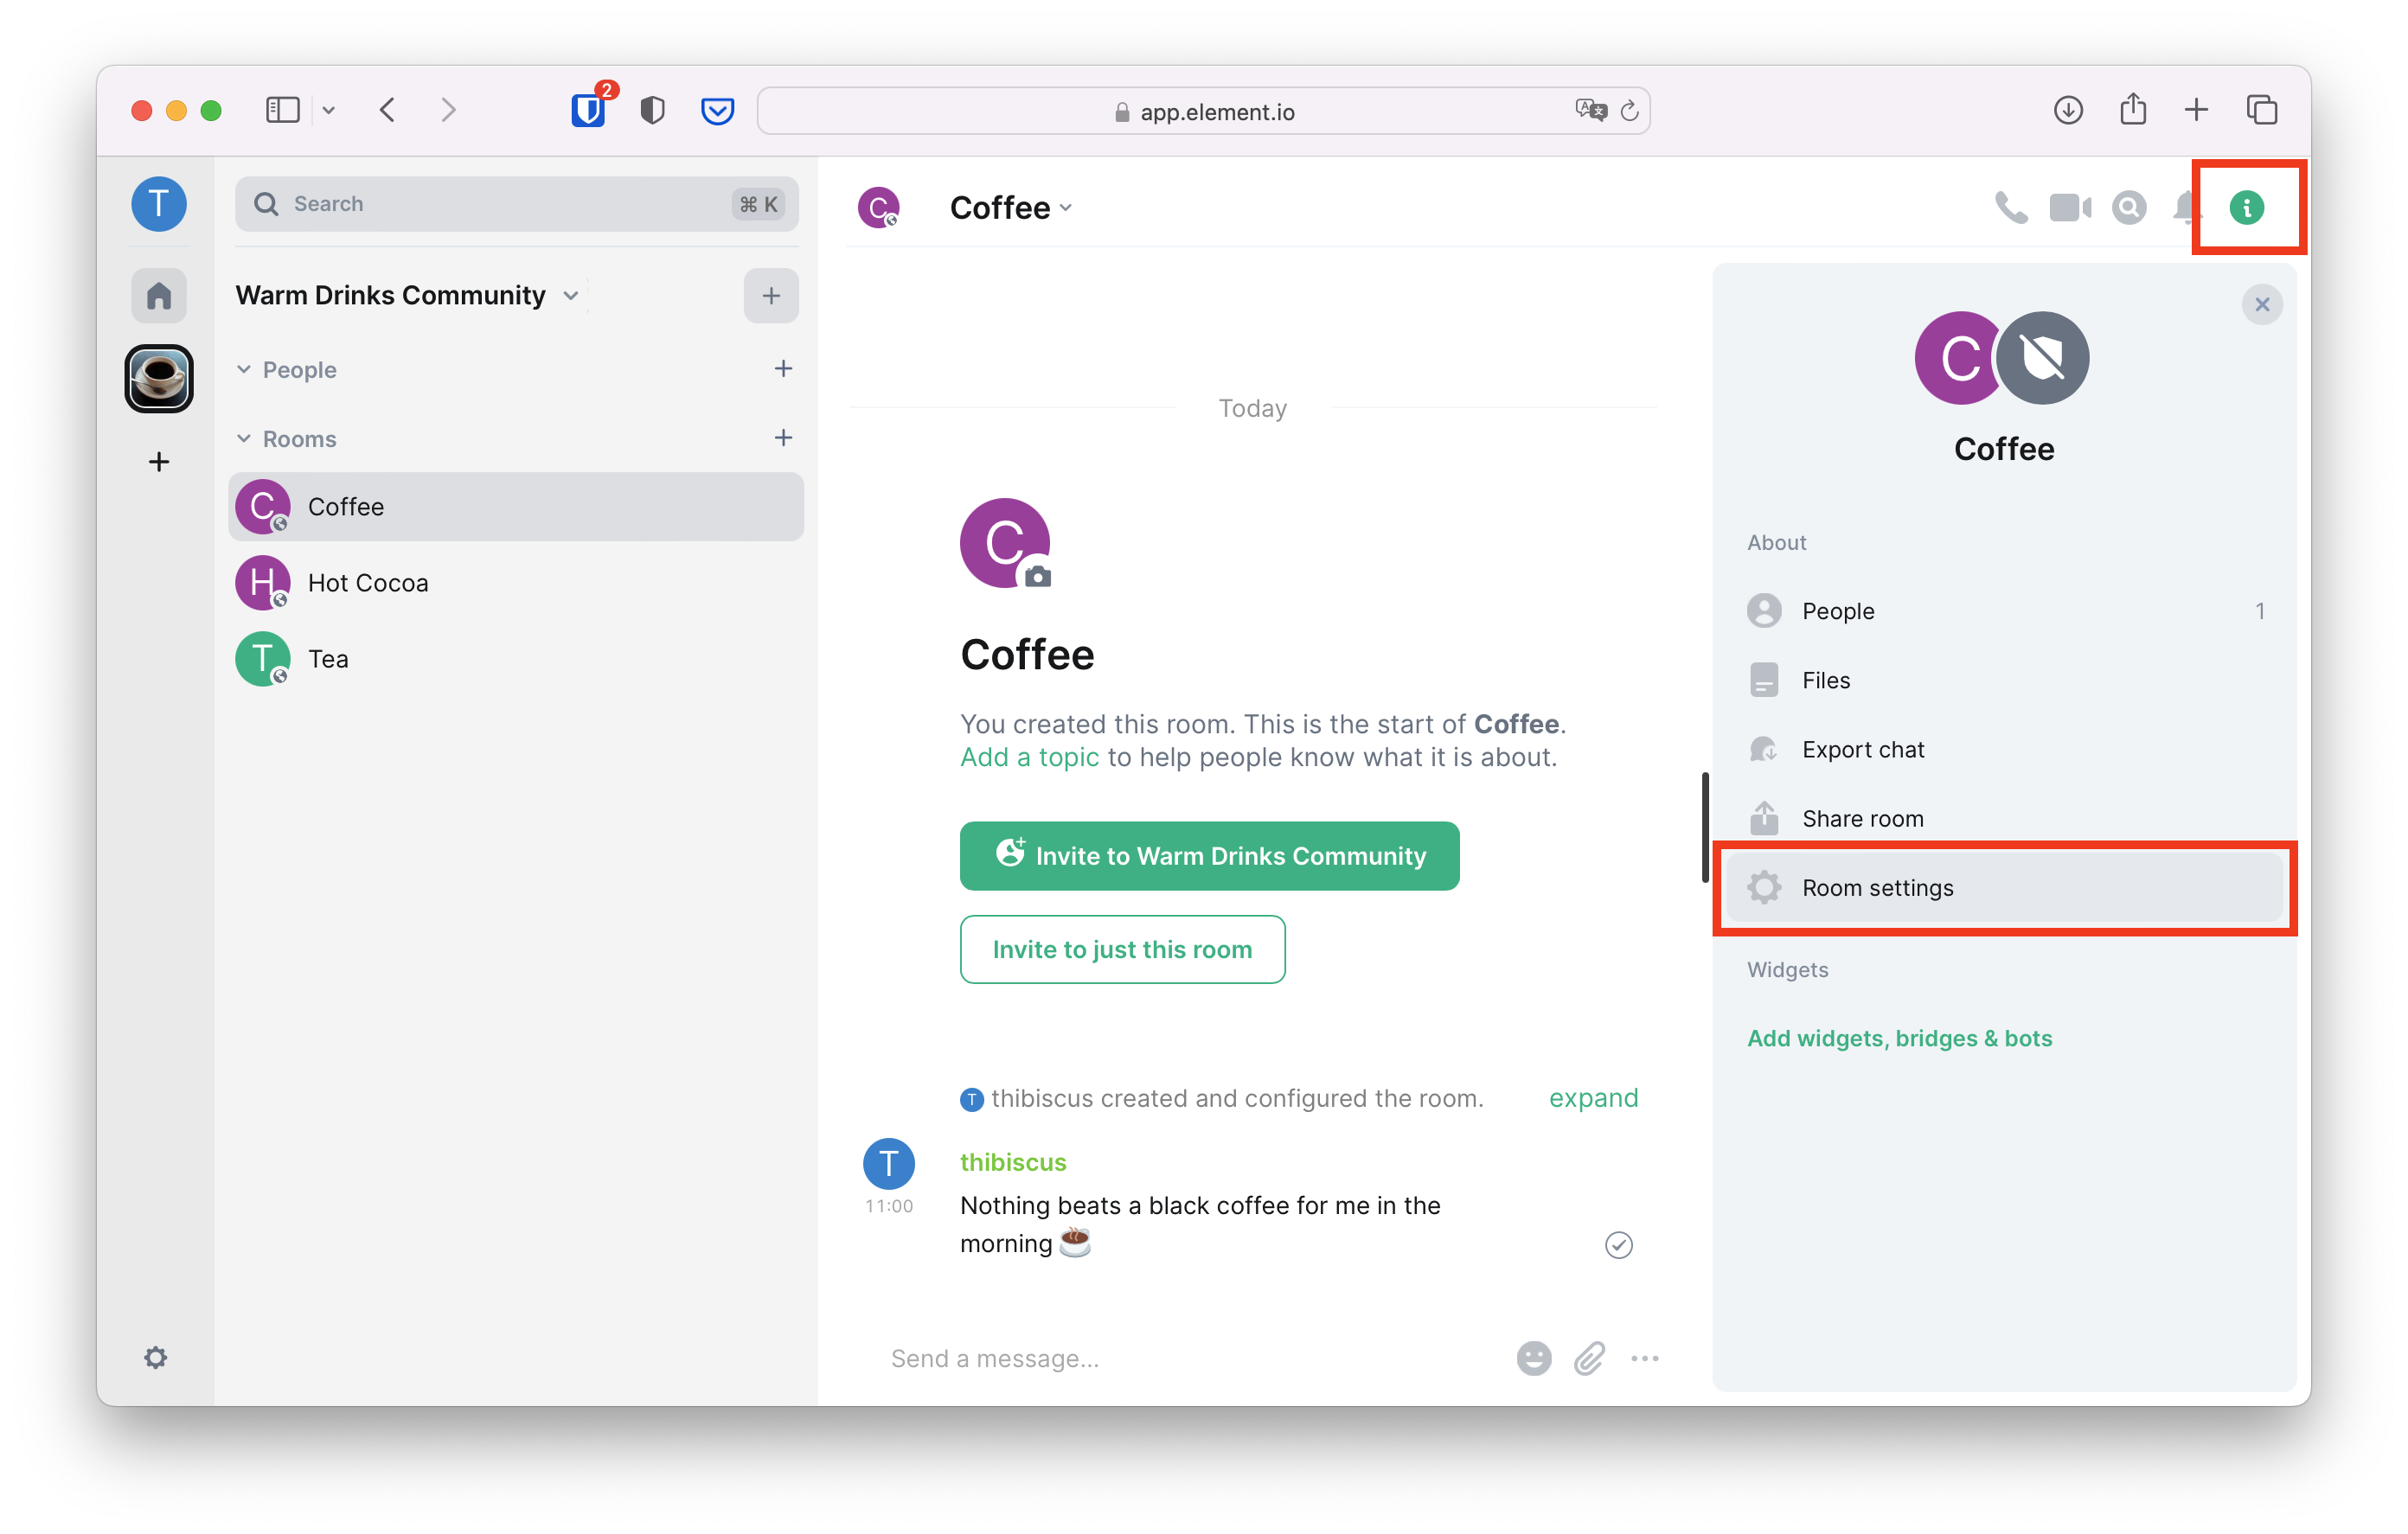 2
app.element.io
T
Search
⌘ K
Warm Drinks Community
People
Rooms
C
Coffee
H
Hot Cocoa
T
Tea
C
Coffee
Today
C
Coffee
You created this room. This is the start of Coffee.
Add a topic to help people know what it is about.
Invite to Warm Drinks Community
Invite to just this room
T thibiscus created and configured the room. expand
T
thibiscus
11:00
Nothing beats a black coffee for me in the
morning ☕
Send a message...
C
Coffee
About
People 1
Files
Export chat
Share room
Room settings
Widgets
Add widgets, bridges & bots